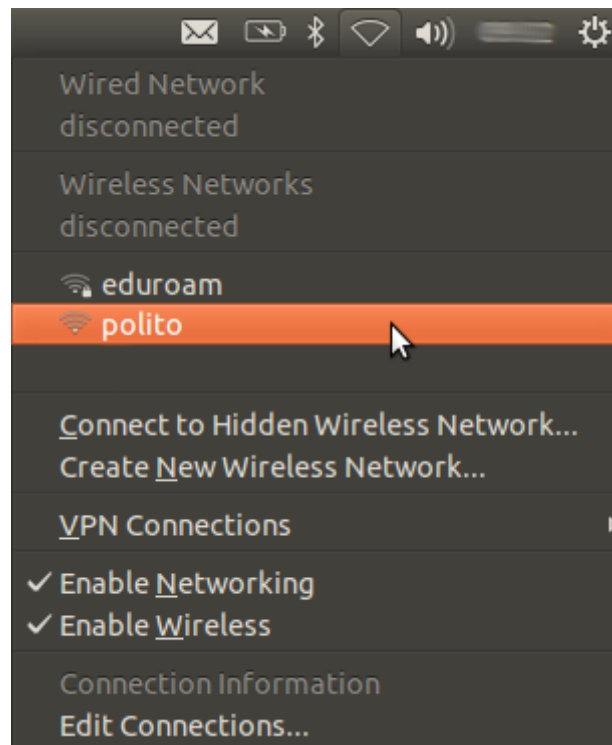 Wired Network
disconnected
Wireless Networks
disconnected
eduroam
polito
Connect to Hidden Wireless Network...
Create New Wireless Network...
VPN Connections
Enable Networking
Enable Wireless
Connection Information
Edit Connections...